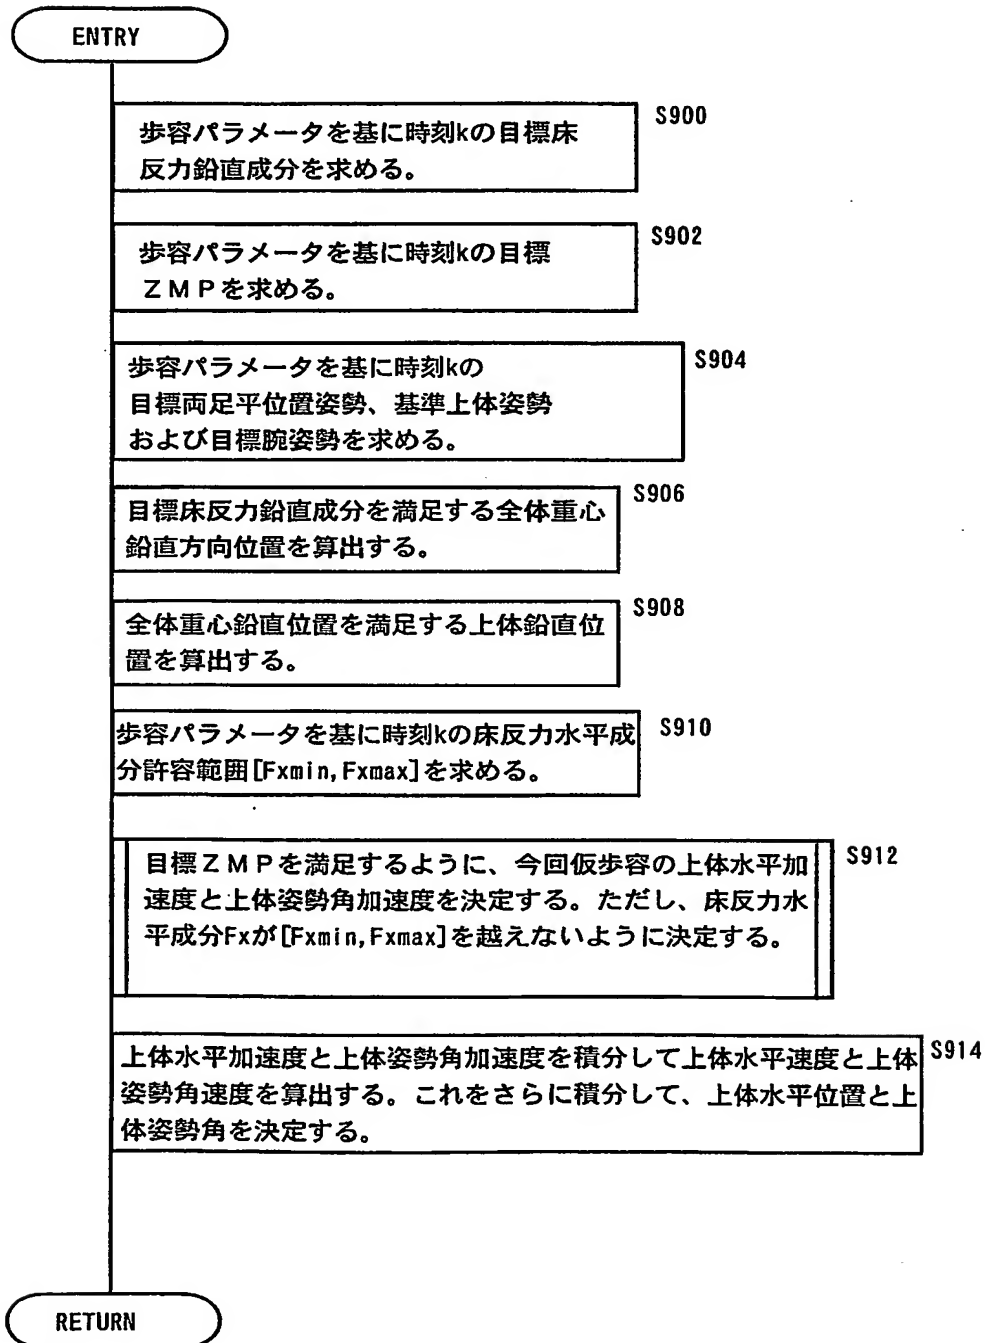 ENTRY
S900
歩容パラメータを基に時刻kの目標床
反力鉛直成分を求める。
S902
歩容パラメータを基に時刻kの目標
ＺＭＰを求める。
S904
歩容パラメータを基に時刻kの
目標両足平位置姿勢、基準上体姿勢
および目標腕姿勢を求める。
S906
目標床反力鉛直成分を満足する全体重心
鉛直方向位置を算出する。
S908
全体重心鉛直位置を満足する上体鉛直位
置を算出する。
S910
歩容パラメータを基に時刻kの床反力水平成
分許容範囲[Fxmin,Fxmax]を求める。
S912
目標ＺＭＰを満足するように、今回仮歩容の上体水平加
速度と上体姿勢角加速度を決定する。ただし、床反力水
平成分Fxが[Fxmin,Fxmax]を越えないように決定する。
S914
上体水平加速度と上体姿勢角加速度を積分して上体水平速度と上体
姿勢角速度を算出する。これをさらに積分して、上体水平位置と上
体姿勢角を決定する。
RETURN